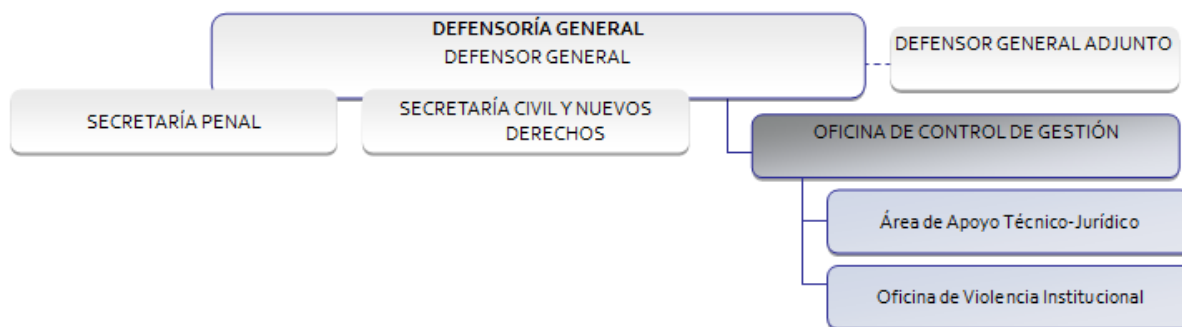 DEFENSORÍA GENERAL
DEFENSOR GENERAL
DEFENSOR GENERAL ADJUNTO
SECRETARÍA PENAL
SECRETARÍA CIVIL Y NUEVOS
DERECHOS
OFICINA DE CONTROL DE GESTIÓN
Área de Apoyo Técnico-Jurídico
Oficina de Violencia Institucional